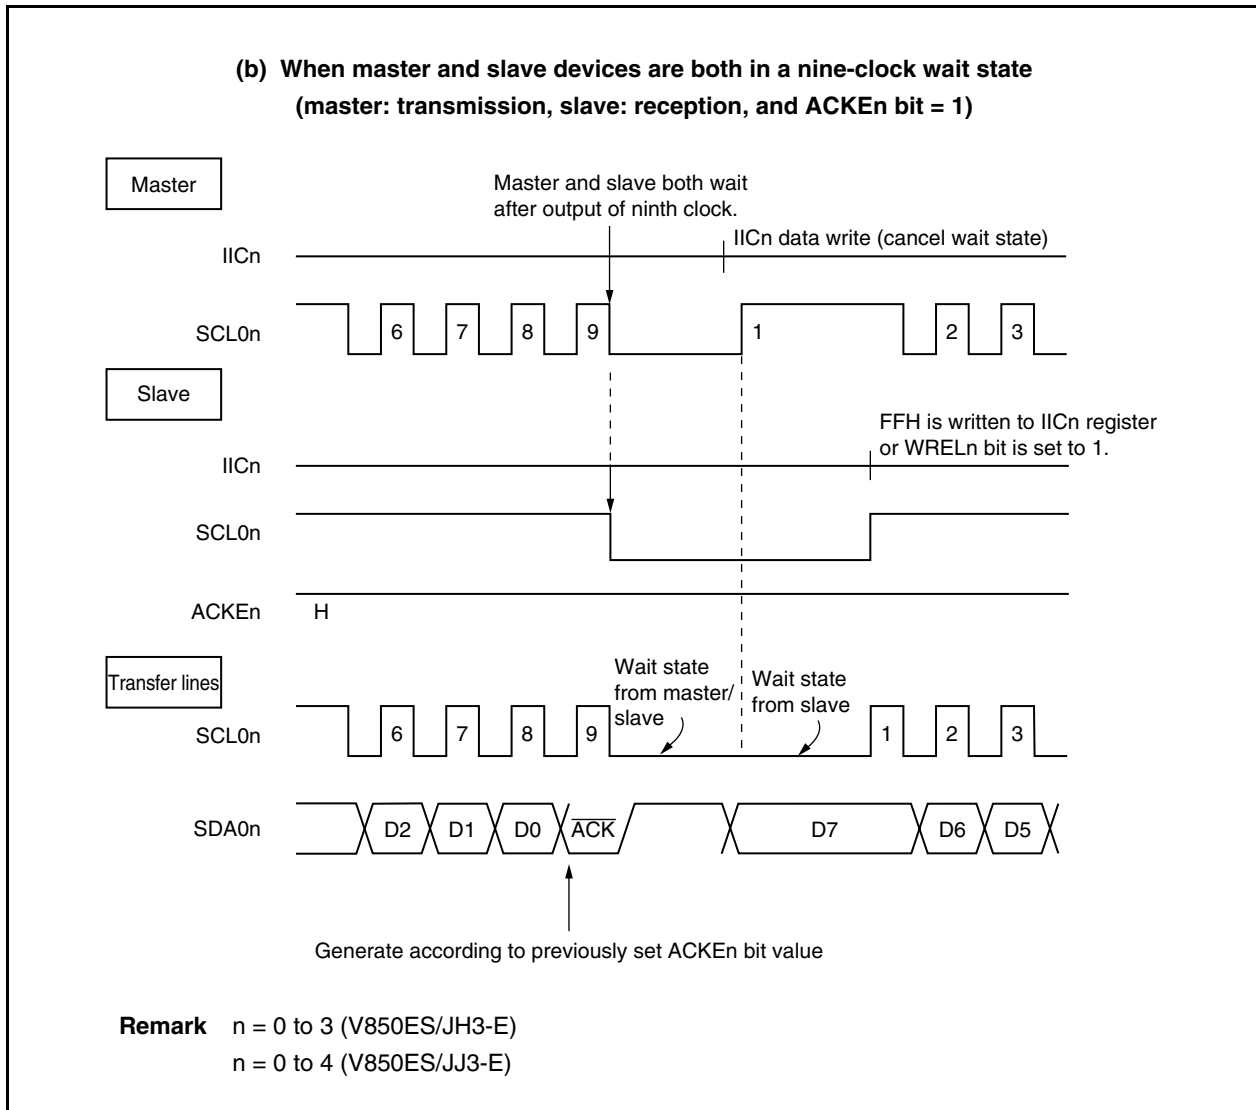 (b) When master and slave devices are both in a nine-clock wait state
(master: transmission, slave: reception, and ACKEn bit = 1)
Master
Master and slave both wait
after output of ninth clock.
IICn data write (cancel wait state)
IICn
SCL0n
6 7 8 9 1 2 3
Slave
FFH is written to IICn register
or WRELn bit is set to 1.
IICn
SCL0n
ACKEn H
Transfer lines
Wait state
from master/
slave
Wait state
from slave
SCL0n
6 7 8 9 1 2 3
SDA0n
D2 D1 D0 ACK D7 D6 D5
Generate according to previously set ACKEn bit value
Remark n = 0 to 3 (V850ES/JH3-E)
n = 0 to 4 (V850ES/JJ3-E)